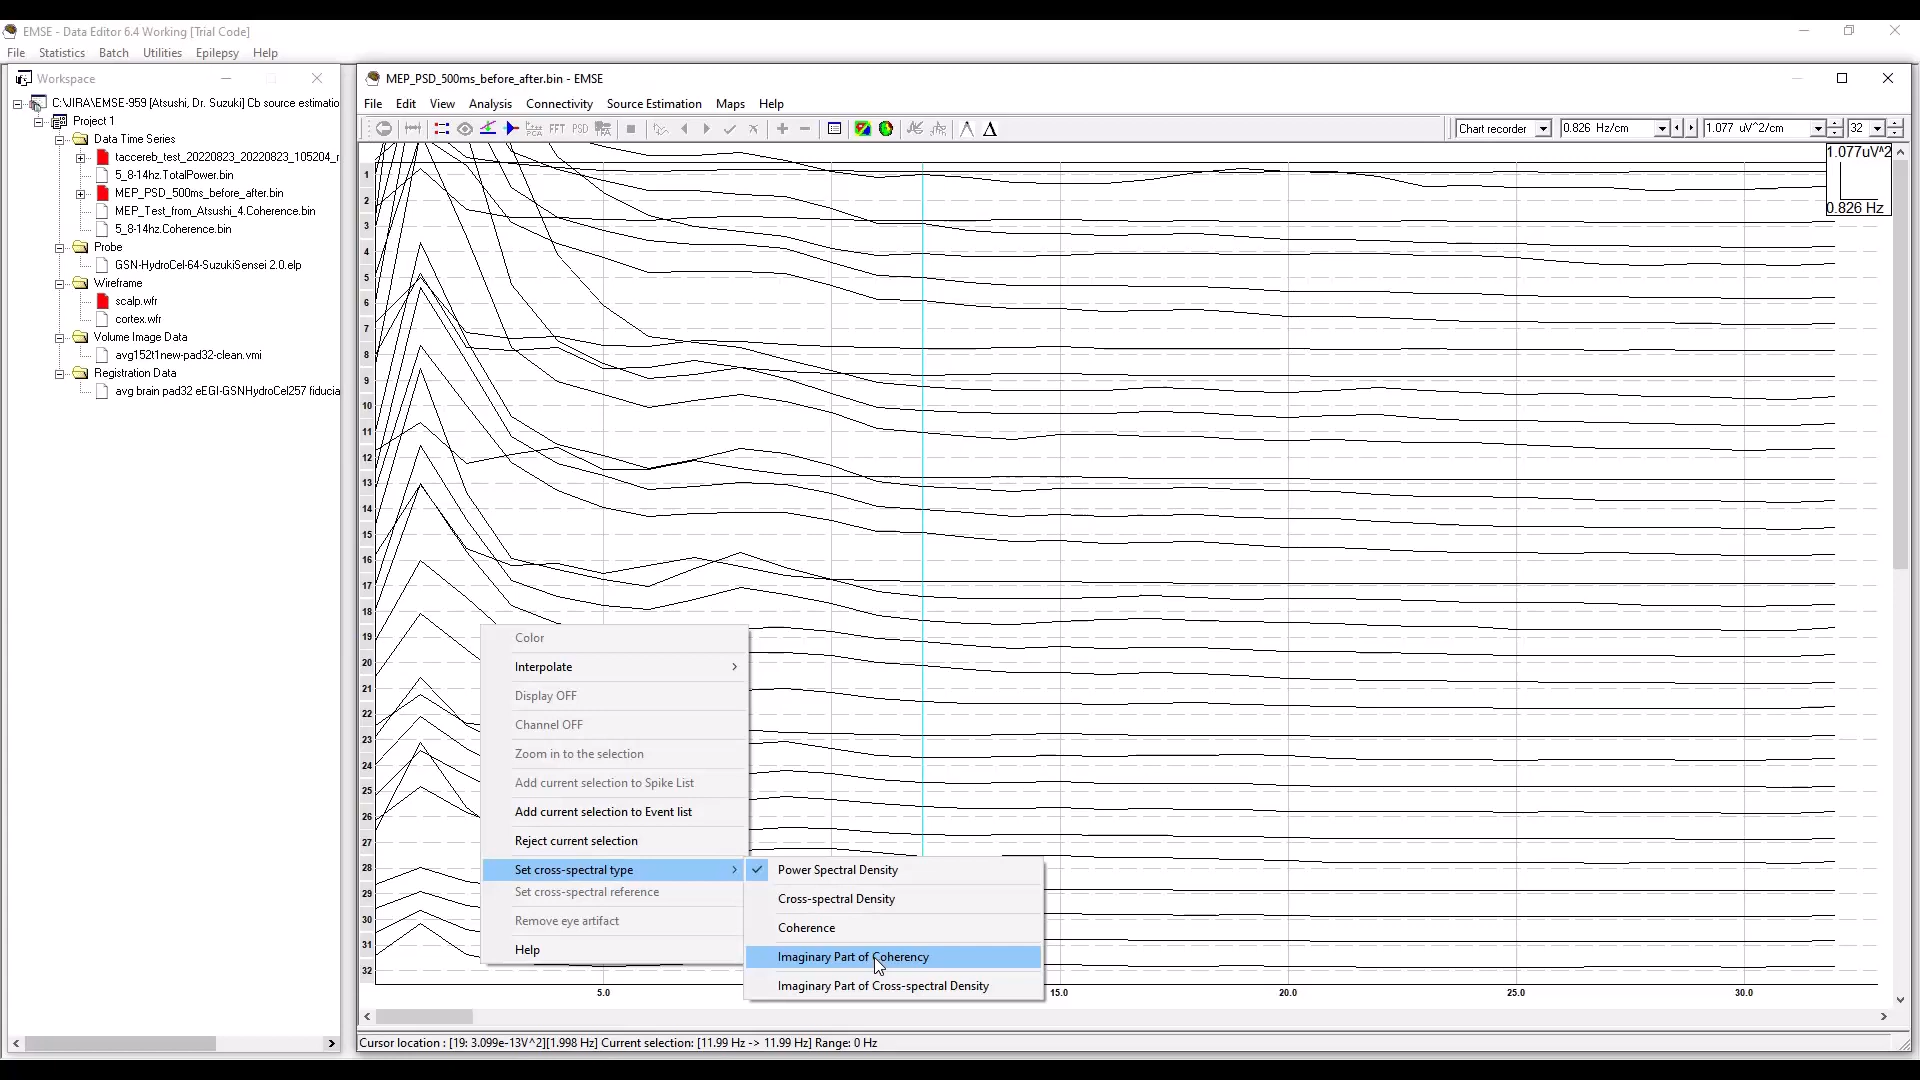 EMSE - Data Editor 6.4 Working [Trial Code]
File Statistics Batch Utilities Epilepsy Help
Workspace
C:\JIRA\EMSE-959 [Atsushi, Dr. Suzuki] Cb source estimatio
Project 1
Data Time Series
taccereb_test_20220823_20220823_105204_r
5_8-14hz.TotalPower.bin
MEP_PSD_500ms_before_after.bin
MEP_Test_from_Atsushi_4.Coherence.bin
5_8-14hz.Coherence.bin
Probe
GSN-HydroCel-64-SuzukiSensei 2.0.elp
Wireframe
scalp.wfr
cortex.wfr
Volume Image Data
avg152t1new-pad32-clean.vmi
Registration Data
avg brain pad32 eEGI-GSNHydroCel257 fiducia
MEP_PSD_500ms_before_after.bin - EMSE
File Edit View Analysis Connectivity Source Estimation Maps Help
PCA FFT PSD
Chart recorder 0.826 Hz/cm 1.077 uV^2/cm 32
1.077uV^2
0.826 Hz
1
2
3
4
5
6
7
8
9
10
11
12
13
14
15
16
17
18
19
20
21
22
23
24
25
26
27
28
29
30
31
32
Color
Interpolate
Display OFF
Channel OFF
Zoom in to the selection
Add current selection to Spike List
Add current selection to Event list
Reject current selection
Set cross-spectral type
Set cross-spectral reference
Remove eye artifact
Help
Power Spectral Density
Cross-spectral Density
Coherence
Imaginary Part of Coherency
Imaginary Part of Cross-spectral Density
5.0 15.0 20.0 25.0 30.0
Cursor location : [19: 3.099e-13V^2][1.998 Hz] Current selection: [11.99 Hz -> 11.99 Hz] Range: 0 Hz